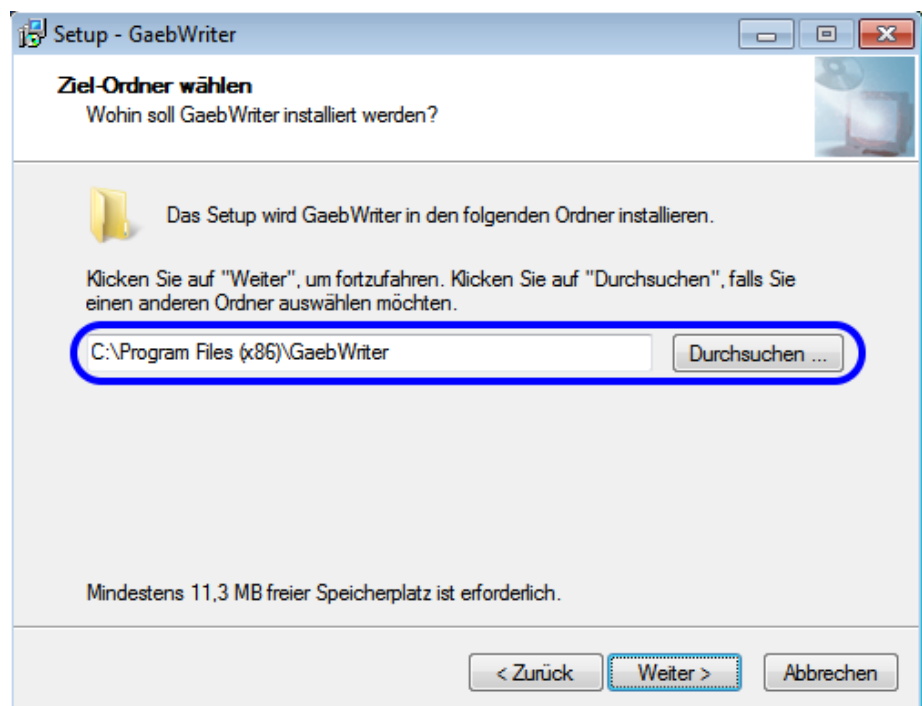 Setup - GaebWriter
Ziel-Ordner wählen
Wohin soll GaebWriter installiert werden?
Das Setup wird GaebWriter in den folgenden Ordner installieren.
Klicken Sie auf "Weiter", um fortzufahren. Klicken Sie auf "Durchsuchen", falls Sie
einen anderen Ordner auswählen möchten.
C:\Program Files (x86)\GaebWriter
Durchsuchen ...
Mindestens 11,3 MB freier Speicherplatz ist erforderlich.
< Zurück
Weiter >
Abbrechen